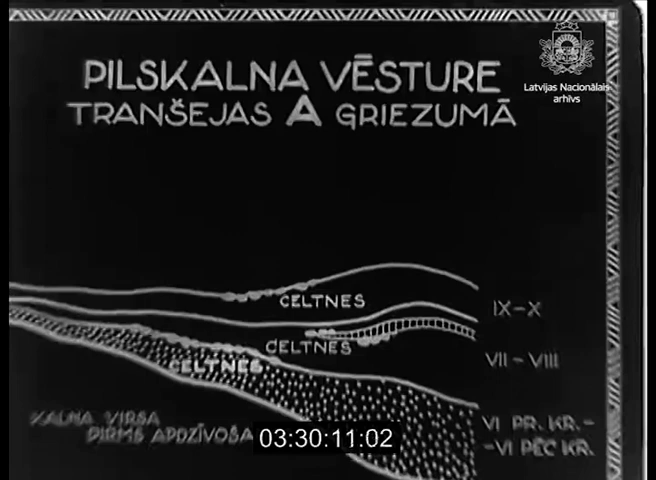 PILSKALNA VĒSTURE
TRANŠEJAS A GRIEZUMĀ
Latvijas Nacionālais
arhīvs
CELTNES
IX-X
CELTNES
VII-VIII
CELTNES
KALNA VIRSA
PIRMS APDZĪVOŠA
VI PR. KR.-
-VI PĒC KR.
03:30:11:02